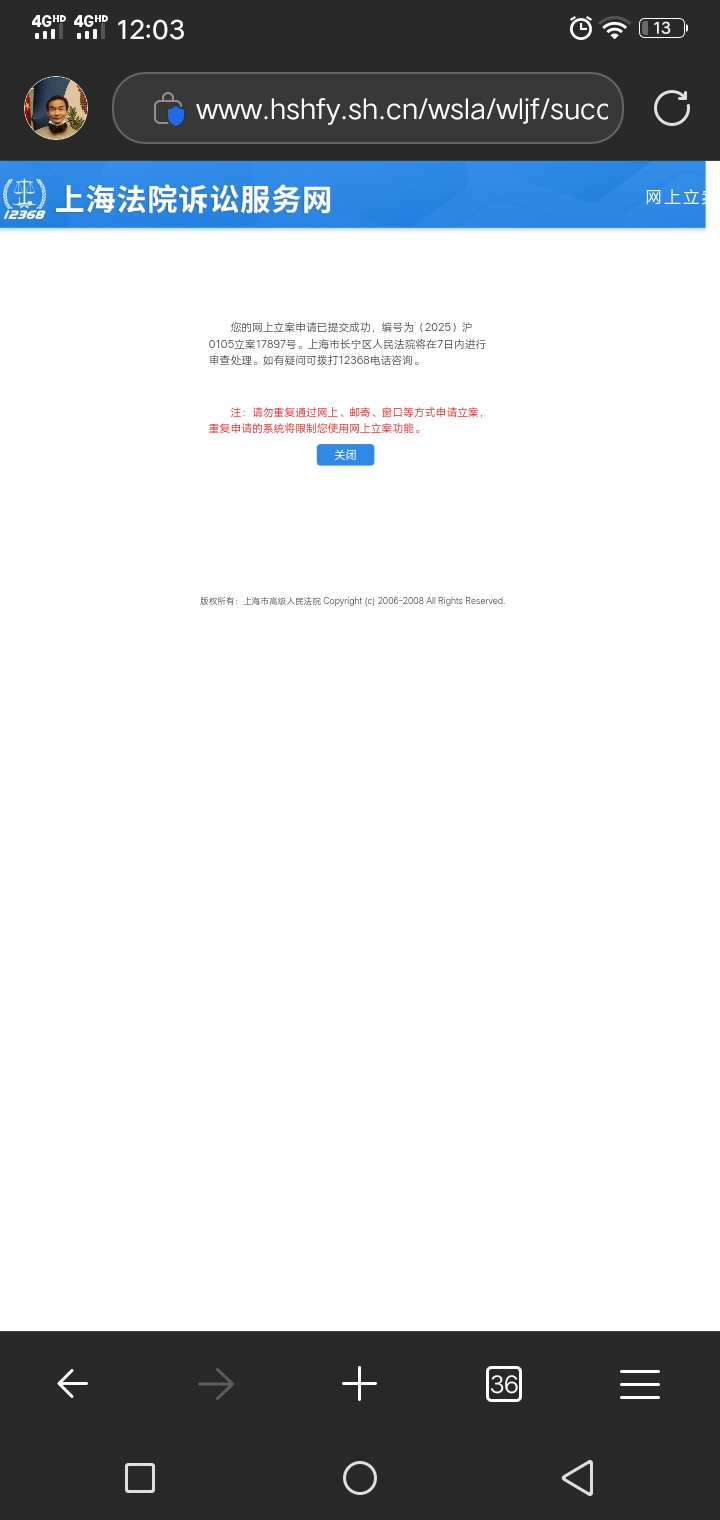 4GHD 4GHD 12:03 13
www.hshfy.sh.cn/wsla/wljf/succ
12368 上海法院诉讼服务网 网上立案
您的网上立案申请已提交成功，编号为（2025）沪
0105立案17897号。上海市长宁区人民法院将在7日内进行
审查处理。如有疑问可拨打12368电话咨询。
注：请勿重复通过网上、邮寄、窗口等方式申请立案，
重复申请的系统将限制您使用网上立案功能。
关闭
版权所有：上海市高级人民法院 Copyright (c) 2006-2008 All Rights Reserved.
36